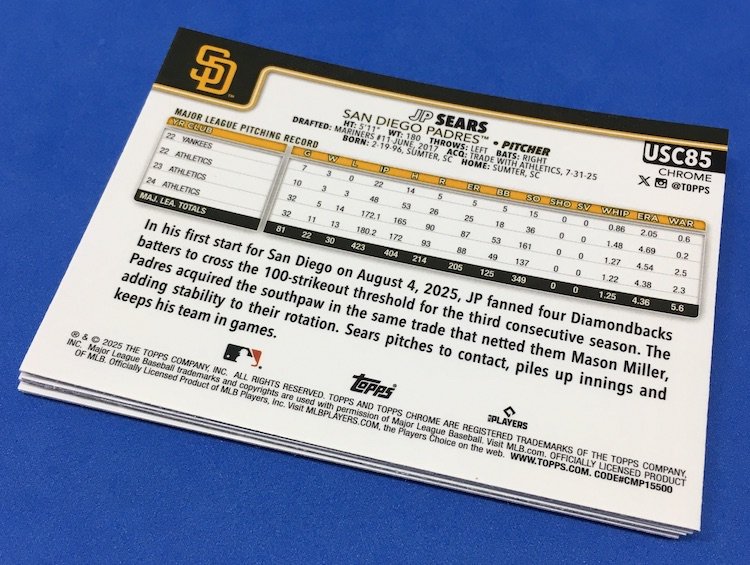 SD
JP SEARS
SAN DIEGO PADRES™ • PITCHER
HT: 5'11" WT: 180 THROWS: LEFT BATS: RIGHT
DRAFTED: MARINERS #11 JUNE, 2017 ACQ: TRADE WITH ATHLETICS, 7-31-25
BORN: 2-19-96, SUMTER, SC HOME: SUMTER, SC
USC85
CHROME
X @TOPPS
MAJOR LEAGUE PITCHING RECORD
YR CLUB G W L IP H R ER BB SO SHO SV WHIP ERA WAR
22 YANKEES 7 3 0 22 14 5 5 5 15 0 0 0.86 2.05 0.6
22 ATHLETICS 10 3 3 48 53 26 25 18 36 0 0 1.48 4.69 0.2
23 ATHLETICS 32 5 14 172.1 165 90 87 53 161 0 0 1.27 4.54 2.5
24 ATHLETICS 32 11 13 180.2 172 93 88 49 137 0 0 1.22 4.38 2.3
MAJ. LEA. TOTALS 81 22 30 423 404 214 205 125 349 0 0 1.25 4.36 5.6
In his first start for San Diego on August 4, 2025, JP fanned four Diamondbacks
batters to cross the 100-strikeout threshold for the third consecutive season. The
Padres acquired the southpaw in the same trade that netted them Mason Miller,
adding stability to their rotation. Sears pitches to contact, piles up innings and
keeps his team in games.
topps
PLAYERS
® & © 2025 THE TOPPS COMPANY, INC. ALL RIGHTS RESERVED. TOPPS AND TOPPS CHROME ARE REGISTERED TRADEMARKS OF THE TOPPS COMPANY,
INC. Major League Baseball trademarks and copyrights are used with permission of Major League Baseball. Visit MLB.com. OFFICIALLY LICENSED PRODUCT
OF MLB Players, Inc. Visit MLBPLAYERS.COM, the Players Choice on the web. WWW.TOPPS.COM. CODE#CMP15500